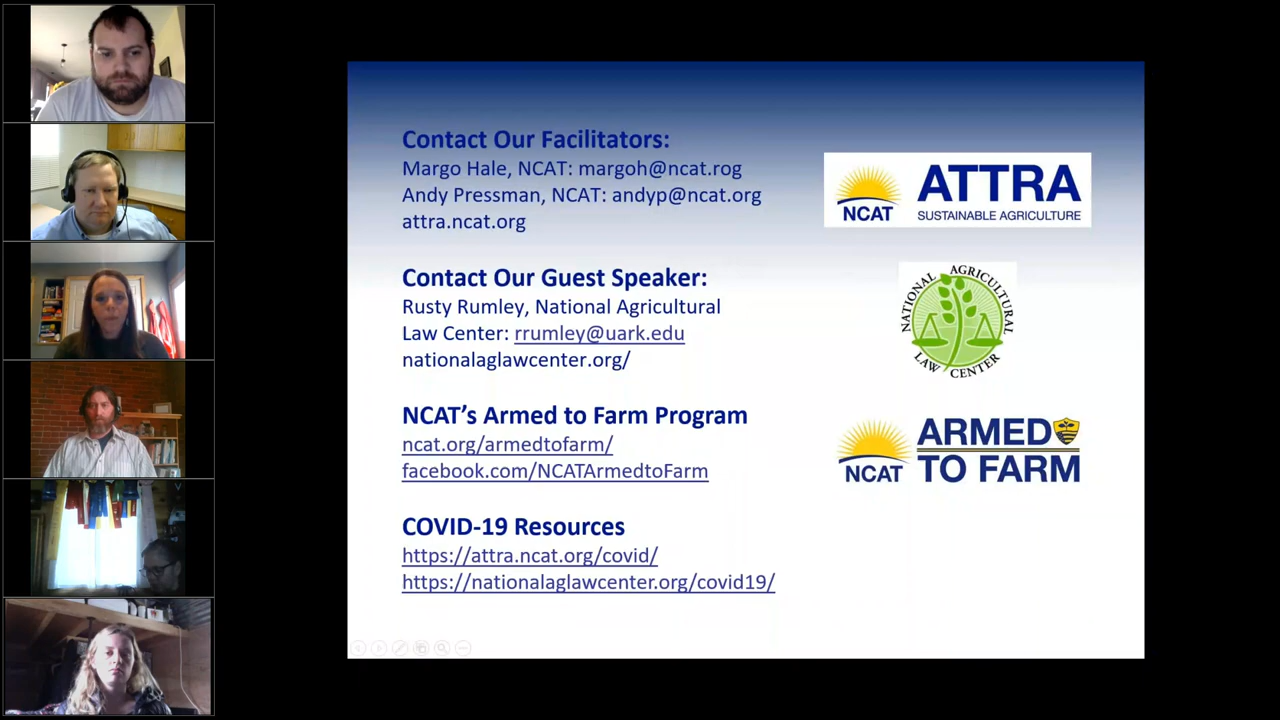 Contact Our Facilitators:
Margo Hale, NCAT: margoh@ncat.rog
Andy Pressman, NCAT: andyp@ncat.org
attra.ncat.org
Contact Our Guest Speaker:
Rusty Rumley, National Agricultural
Law Center: rrumley@uark.edu
nationalaglawcenter.org/
NCAT’s Armed to Farm Program
ncat.org/armedtofarm/
facebook.com/NCATArmedtoFarm
COVID-19 Resources
https://attra.ncat.org/covid/
https://nationalaglawcenter.org/covid19/
NCAT
ATTRA
SUSTAINABLE AGRICULTURE
NATIONAL AGRICULTURAL
LAW CENTER
NCAT
ARMED
TO FARM